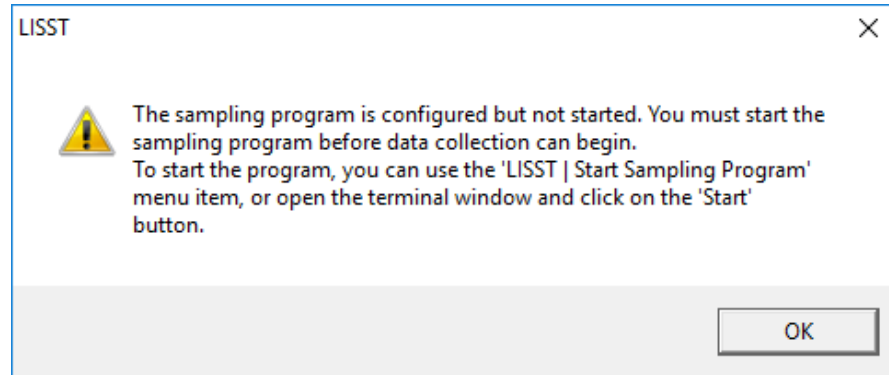 LISST
The sampling program is configured but not started. You must start the
sampling program before data collection can begin.
To start the program, you can use the 'LISST | Start Sampling Program'
menu item, or open the terminal window and click on the 'Start'
button.
OK